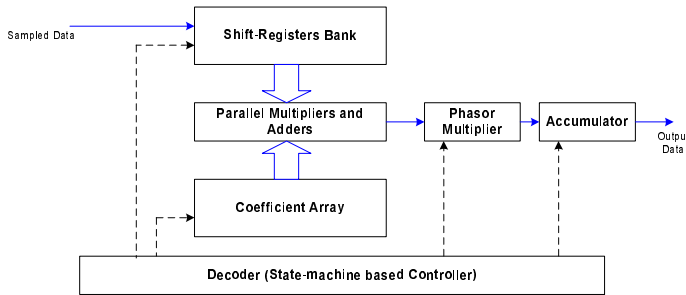 Sampled Data
Shift-Registers Bank
Parallel Multipliers and
Adders
Phasor
Multiplier
Accumulator
Outpu
Data
Coefficient Array
Decoder (State-machine based Controller)